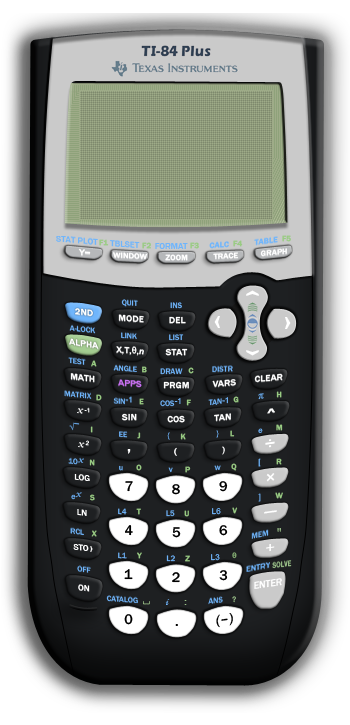 TI-84 Plus
TEXAS INSTRUMENTS
STAT PLOT F1 TBLSET F2 FORMAT F3 CALC F4 TABLE F5
Y= WINDOW ZOOM TRACE GRAPH
QUIT INS
2ND MODE DEL
A-LOCK LINK LIST
ALPHA X,T,θ,n STAT
TEST A ANGLE B DRAW C DISTR
MATH APPS PRGM VARS CLEAR
MATRIX D SIN⁻¹ E COS⁻¹ F TAN⁻¹ G π H
x⁻¹ SIN COS TAN ^
√ I EE J { K } L e M
x² , ( ) ÷
10ˣ N u O v P w Q [ R
LOG 7 8 9 ×
eˣ S L4 T L5 U L6 V ] W
LN 4 5 6 —
RCL X L1 Y L2 Z L3 θ MEM "
STO› 1 2 3 +
OFF CATALOG ⎵ i : ANS ? ENTRY SOLVE
ON 0 . (−) ENTER